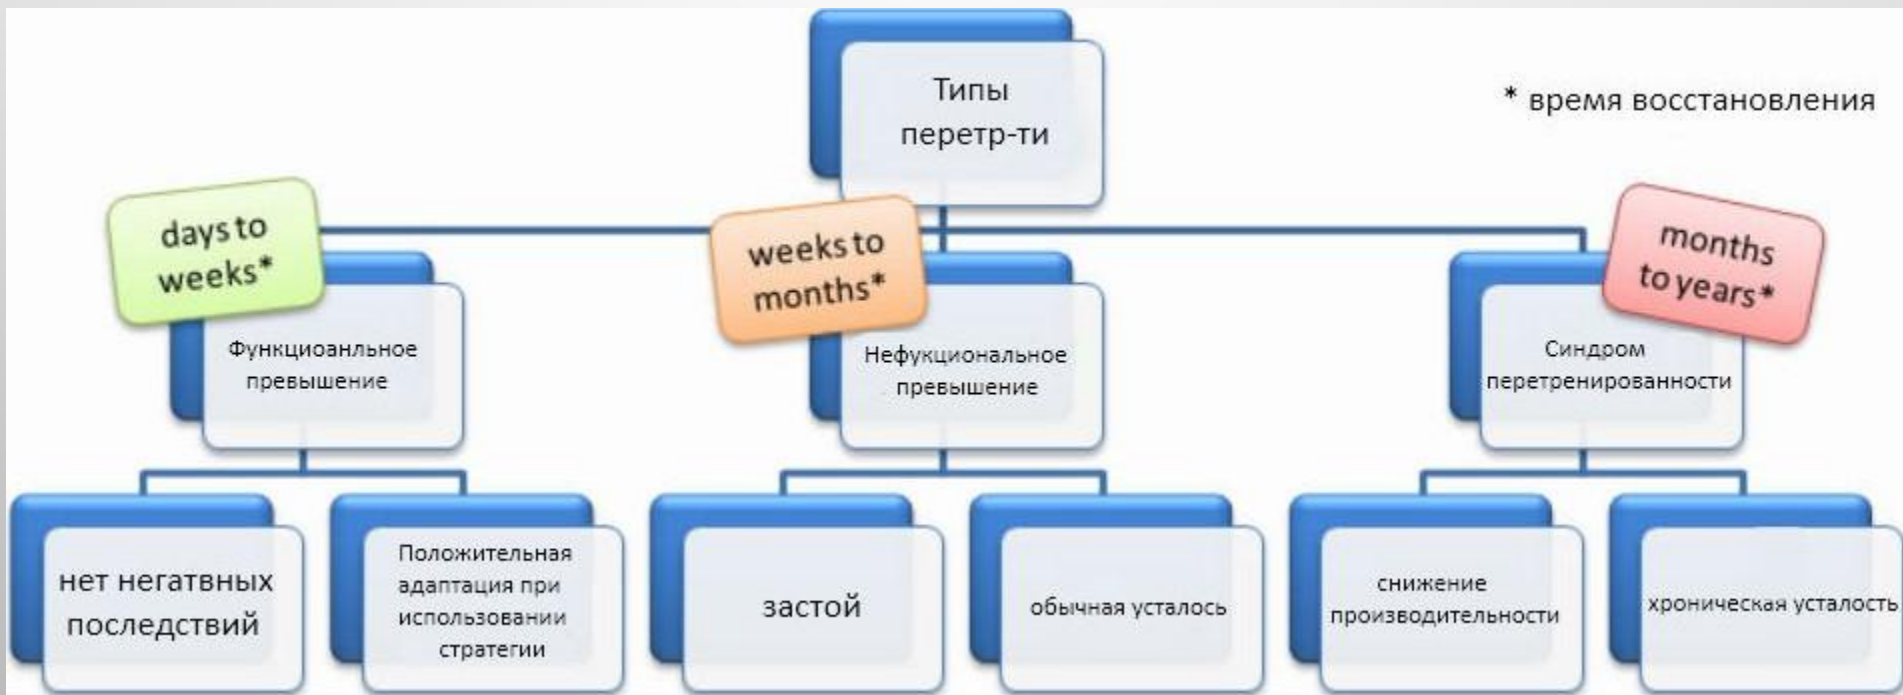 Типы
перетр-ти
* время восстановления
days to
weeks*
weeks to
months*
months
to years*
Функциоанльное
превышение
Нефукциональное
превышение
Синдром
перетренированности
нет негатвных
последствий
Положительная
адаптация при
использовании
стратегии
застой
обычная усталось
снижение
производительности
хроническая усталость